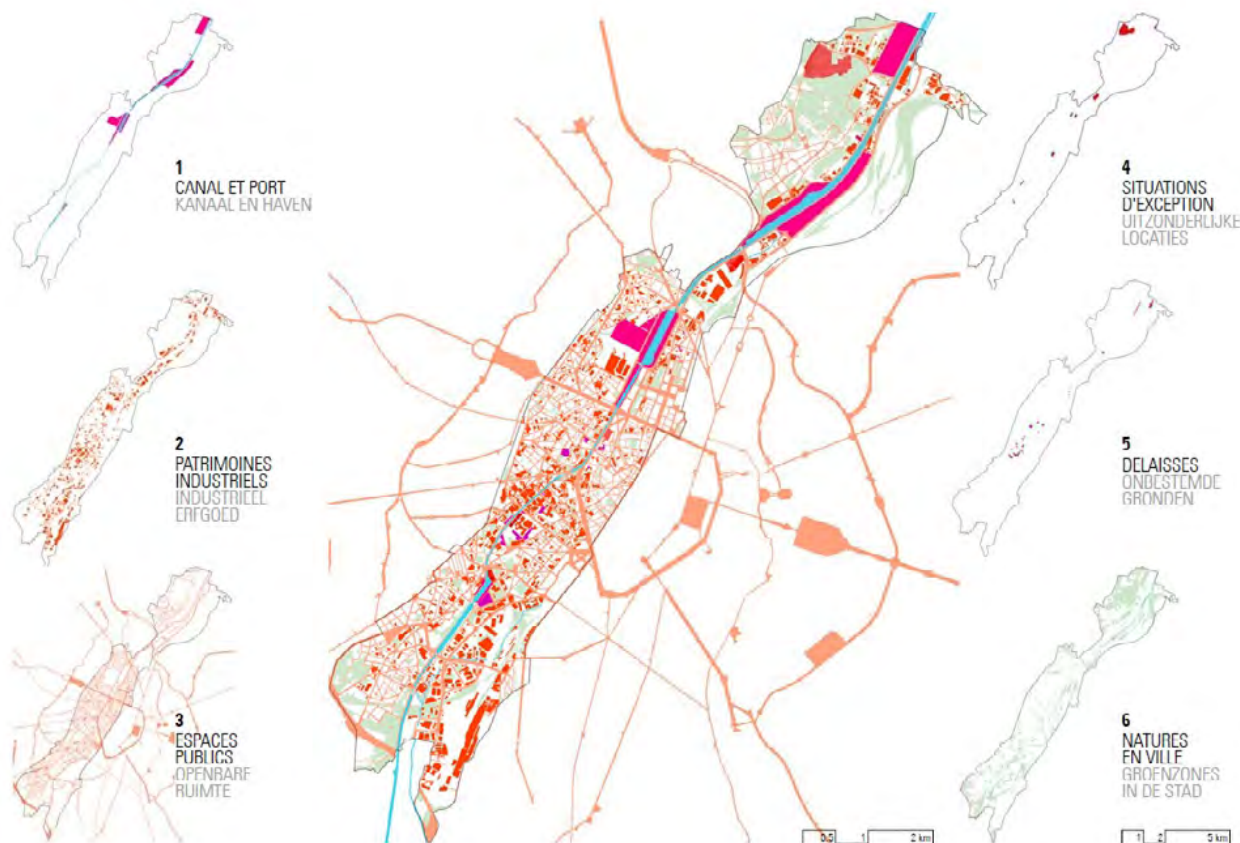 1
CANAL ET PORT
KANAAL EN HAVEN
2
PATRIMOINES
INDUSTRIELS
INDUSTRIEEL
ERFGOED
3
ESPACES
PUBLICS
OPENBARE
RUIMTE
4
SITUATIONS
D'EXCEPTION
UITZONDERLIJKE
LOCATIES
5
DELAISSES
ONBESTEMDE
GRONDEN
6
NATURES
EN VILLE
GROENZONES
IN DE STAD
0.5 1 2 km
1 2 5 km